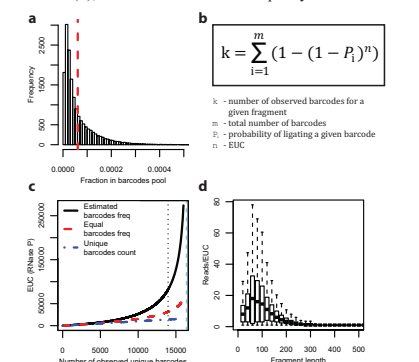 a
Frequency
0 500 1500 2500
0.0000 0.0002 0.0004
Fraction in barcodes pool
b
k = m ∑ i=1 (1 − (1 − Pi)n)
k - number of observed barcodes for a
given fragment
m - total number of barcodes
Pi - probability of ligating a given barcode
n - EUC
c
Estimated
barcodes freq
Equal
barcodes freq
Unique
barcodes count
EUC (RNase P)
0 50000 150000 250000
0 5000 10000 15000
Number of observed unique barcodes
d
Reads/EUC
0 20 40 60 80
0 100 200 300 400 500
Fragment length